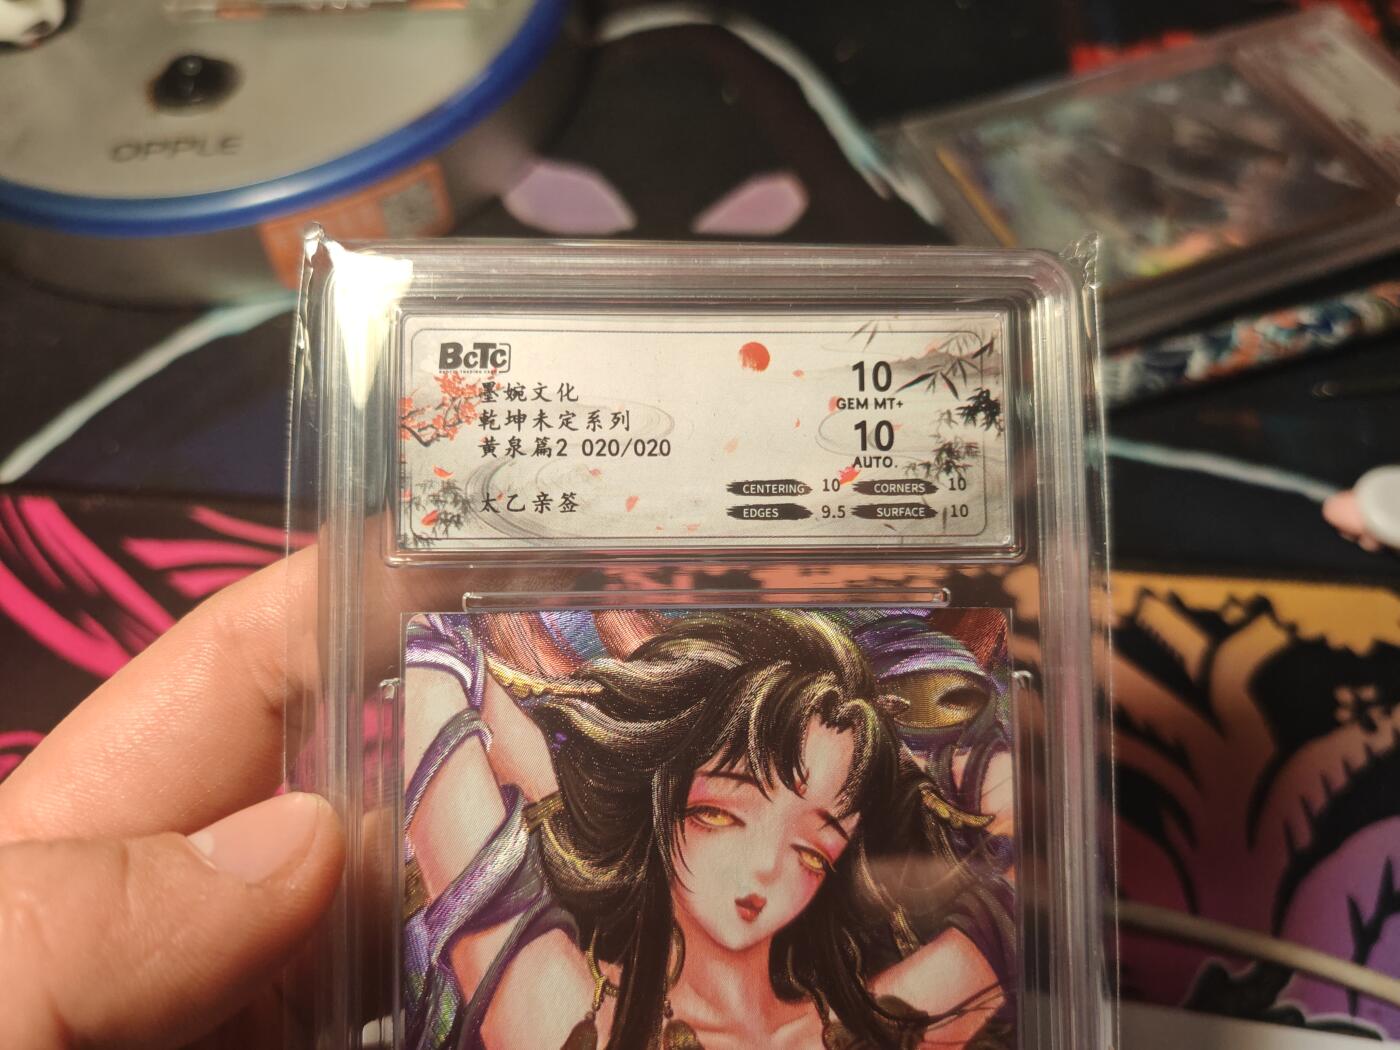 OPPLE
BCTC
墨婉文化
乾坤未定系列
黄泉篇2 020/020
太乙亲签
10
GEM MT+
10
AUTO.
CENTERING 10 CORNERS 10
EDGES 9.5 SURFACE 10